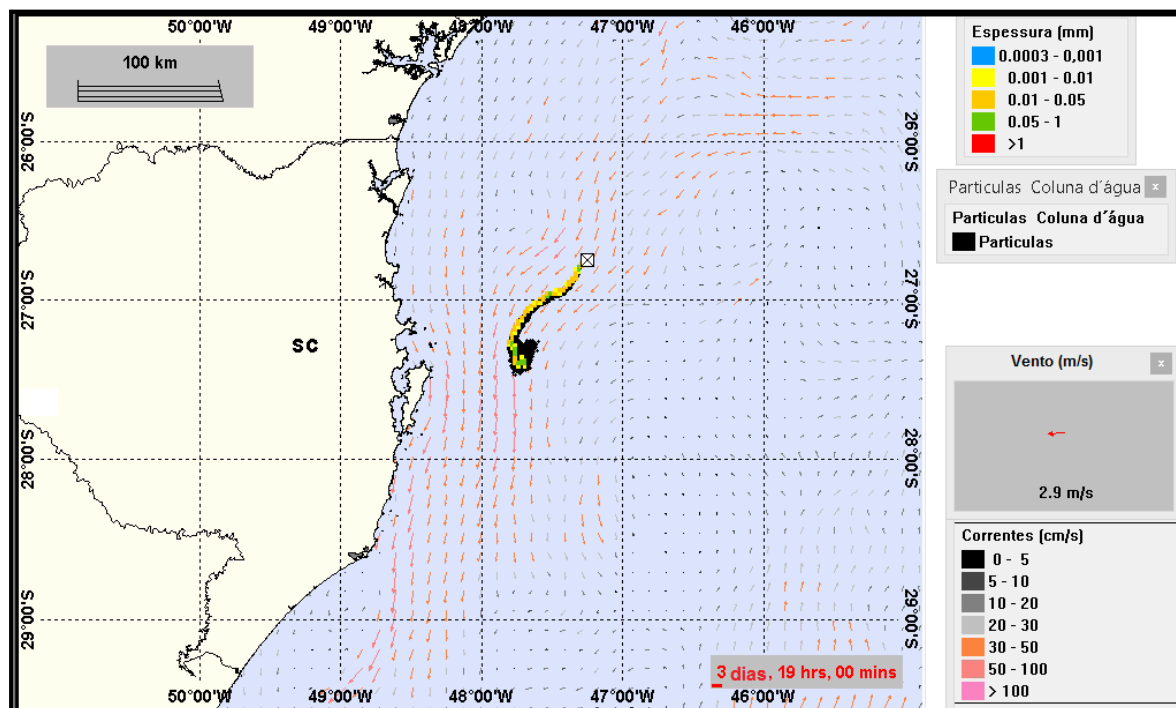 50°00'W 49°00'W 48°00'W 47°00'W 46°00'W
100 km
26°00'S 26°00'S
27°00'S 27°00'S
SC
28°00'S 28°00'S
29°00'S 29°00'S
3 dias, 19 hrs, 00 mins
50°00'W 49°00'W 48°00'W 47°00'W 46°00'W
Espessura (mm)
0.0003 - 0,001
0.001 - 0.01
0.01 - 0.05
0.05 - 1
>1
Particulas Coluna d´água x
Particulas Coluna d'água
Particulas
Vento (m/s) x
2.9 m/s
Correntes (cm/s)
0 - 5
5 - 10
10 - 20
20 - 30
30 - 50
50 - 100
> 100